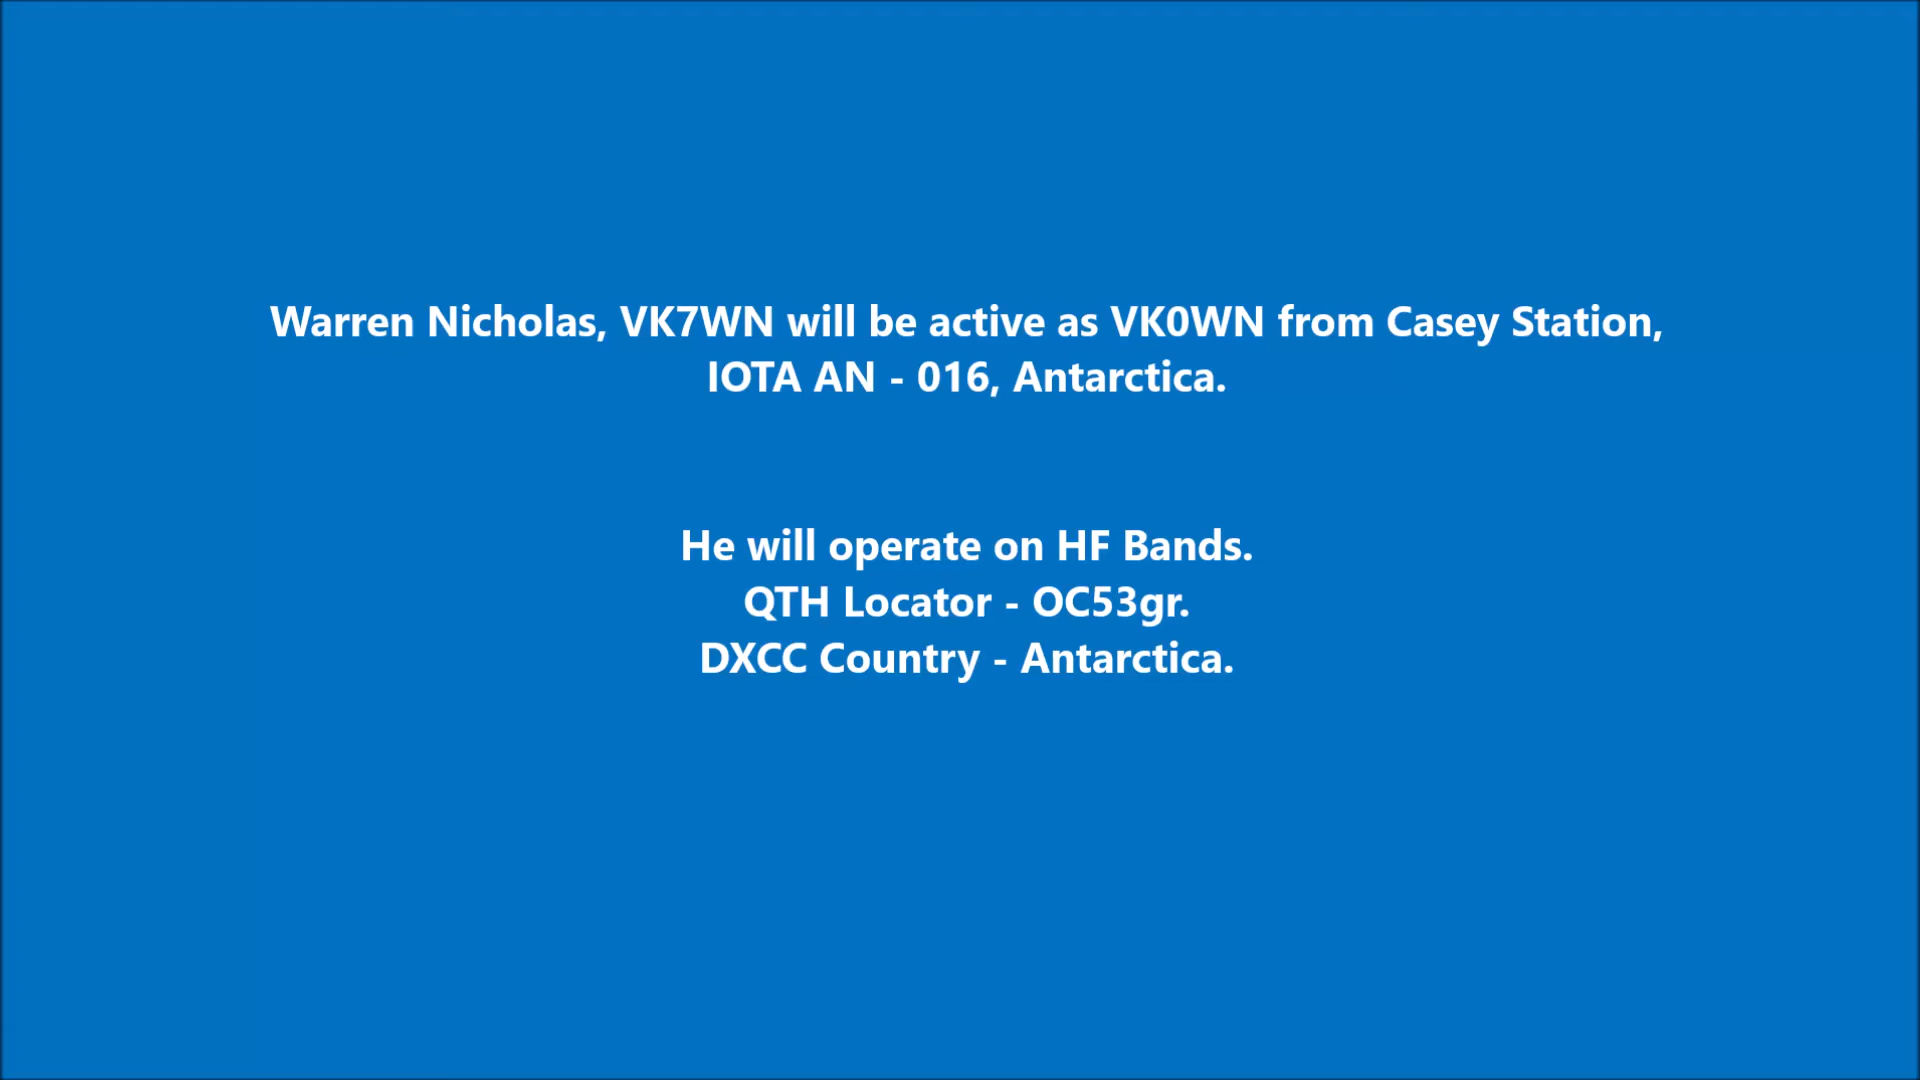 Warren Nicholas, VK7WN will be active as VK0WN from Casey Station,
IOTA AN - 016, Antarctica.
He will operate on HF Bands.
QTH Locator - OC53gr.
DXCC Country - Antarctica.